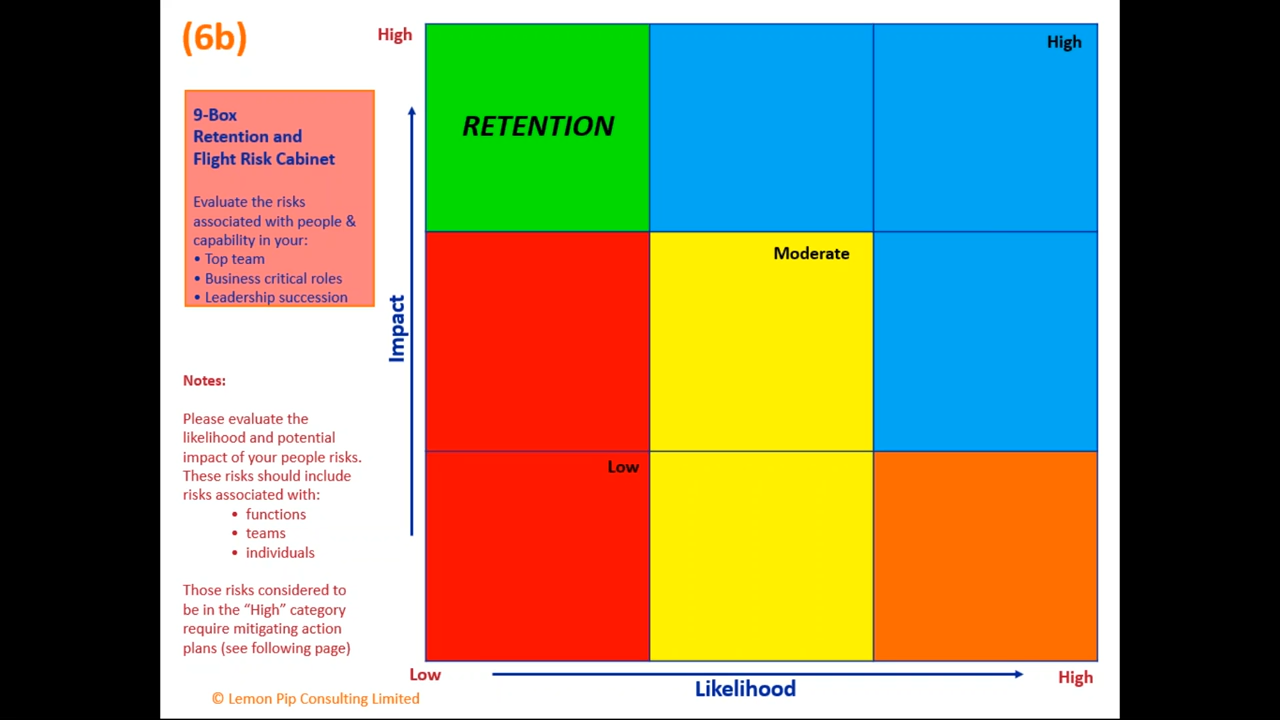 (6b)
9-Box
Retention and
Flight Risk Cabinet
Evaluate the risks
associated with people &
capability in your:
• Top team
• Business critical roles
• Leadership succession
Notes:
Please evaluate the
likelihood and potential
impact of your people risks.
These risks should include
risks associated with:
• functions
• teams
• individuals
Those risks considered to
be in the “High” category
require mitigating action
plans (see following page)
© Lemon Pip Consulting Limited
High
Impact
High
RETENTION
Moderate
Low
Low
Likelihood
High